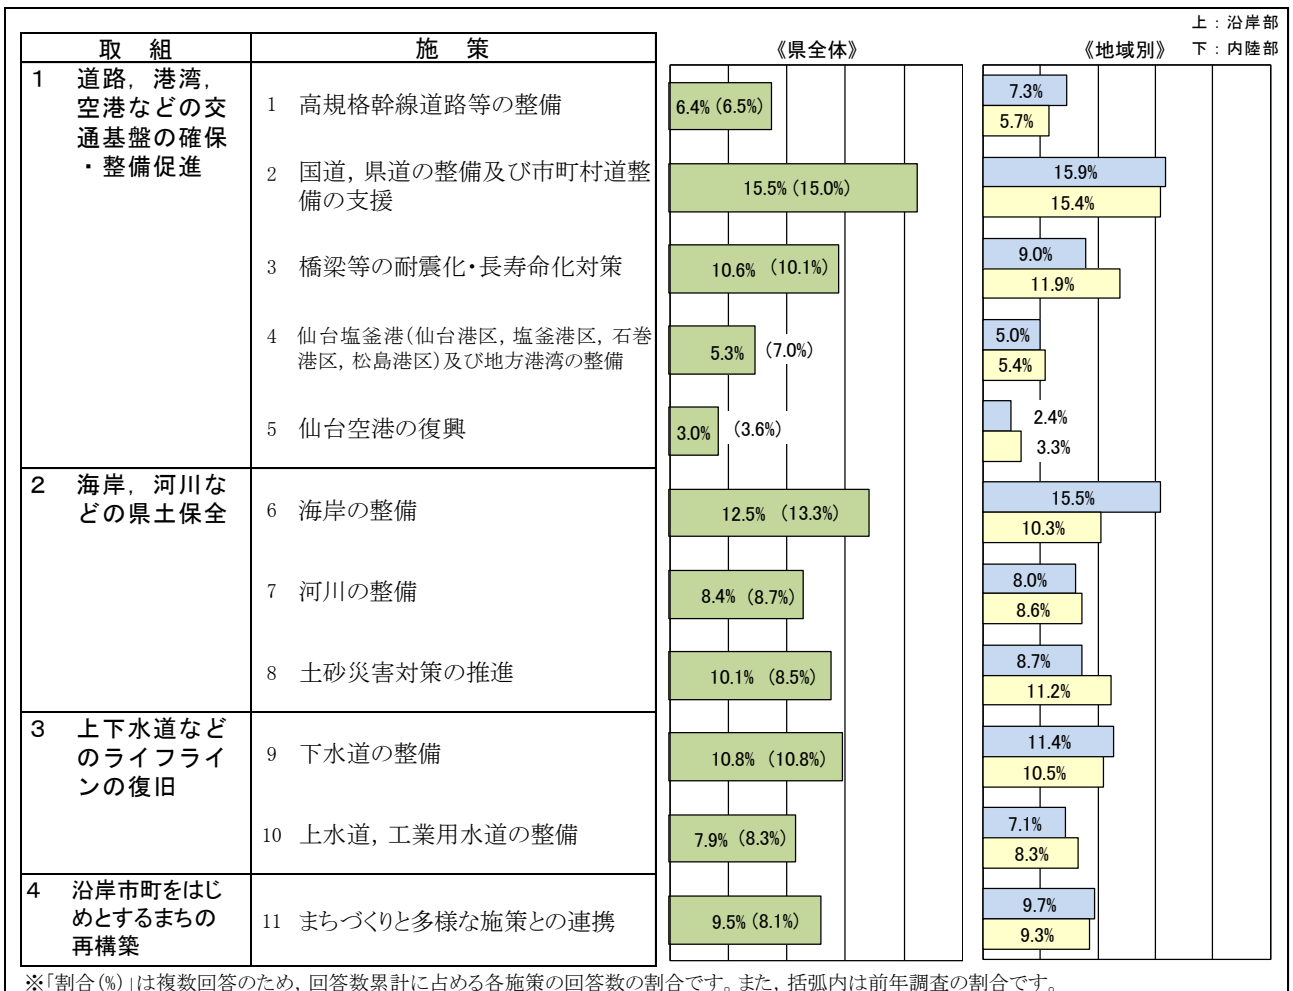 上：沿岸部
取　組　施　策　《県全体》　《地域別》　下：内陸部
1　道路，港湾，
空港などの交
通基盤の確保
・整備促進
1　高規格幹線道路等の整備
6.4% (6.5%)
7.3%
5.7%
2　国道，県道の整備及び市町村道整
備の支援
15.5% (15.0%)
15.9%
15.4%
3　橋梁等の耐震化・長寿命化対策
10.6% (10.1%)
9.0%
11.9%
4　仙台塩釜港（仙台港区，塩釜港区，石巻
港区，松島港区）及び地方港湾の整備
5.3% (7.0%)
5.0%
5.4%
5　仙台空港の復興
3.0% (3.6%)
2.4%
3.3%
2　海岸，河川な
どの県土保全
6　海岸の整備
12.5% (13.3%)
15.5%
10.3%
7　河川の整備
8.4% (8.7%)
8.0%
8.6%
8　土砂災害対策の推進
10.1% (8.5%)
8.7%
11.2%
3　上下水道など
のライフライ
ンの復旧
9　下水道の整備
10.8% (10.8%)
11.4%
10.5%
10　上水道，工業用水道の整備
7.9% (8.3%)
7.1%
8.3%
4　沿岸市町をはじ
めとするまちの
再構築
11　まちづくりと多様な施策との連携
9.5% (8.1%)
9.7%
9.3%
※「割合(%)」は複数回答のため，回答数累計に占める各施策の回答数の割合です。また，括弧内は前年調査の割合です。